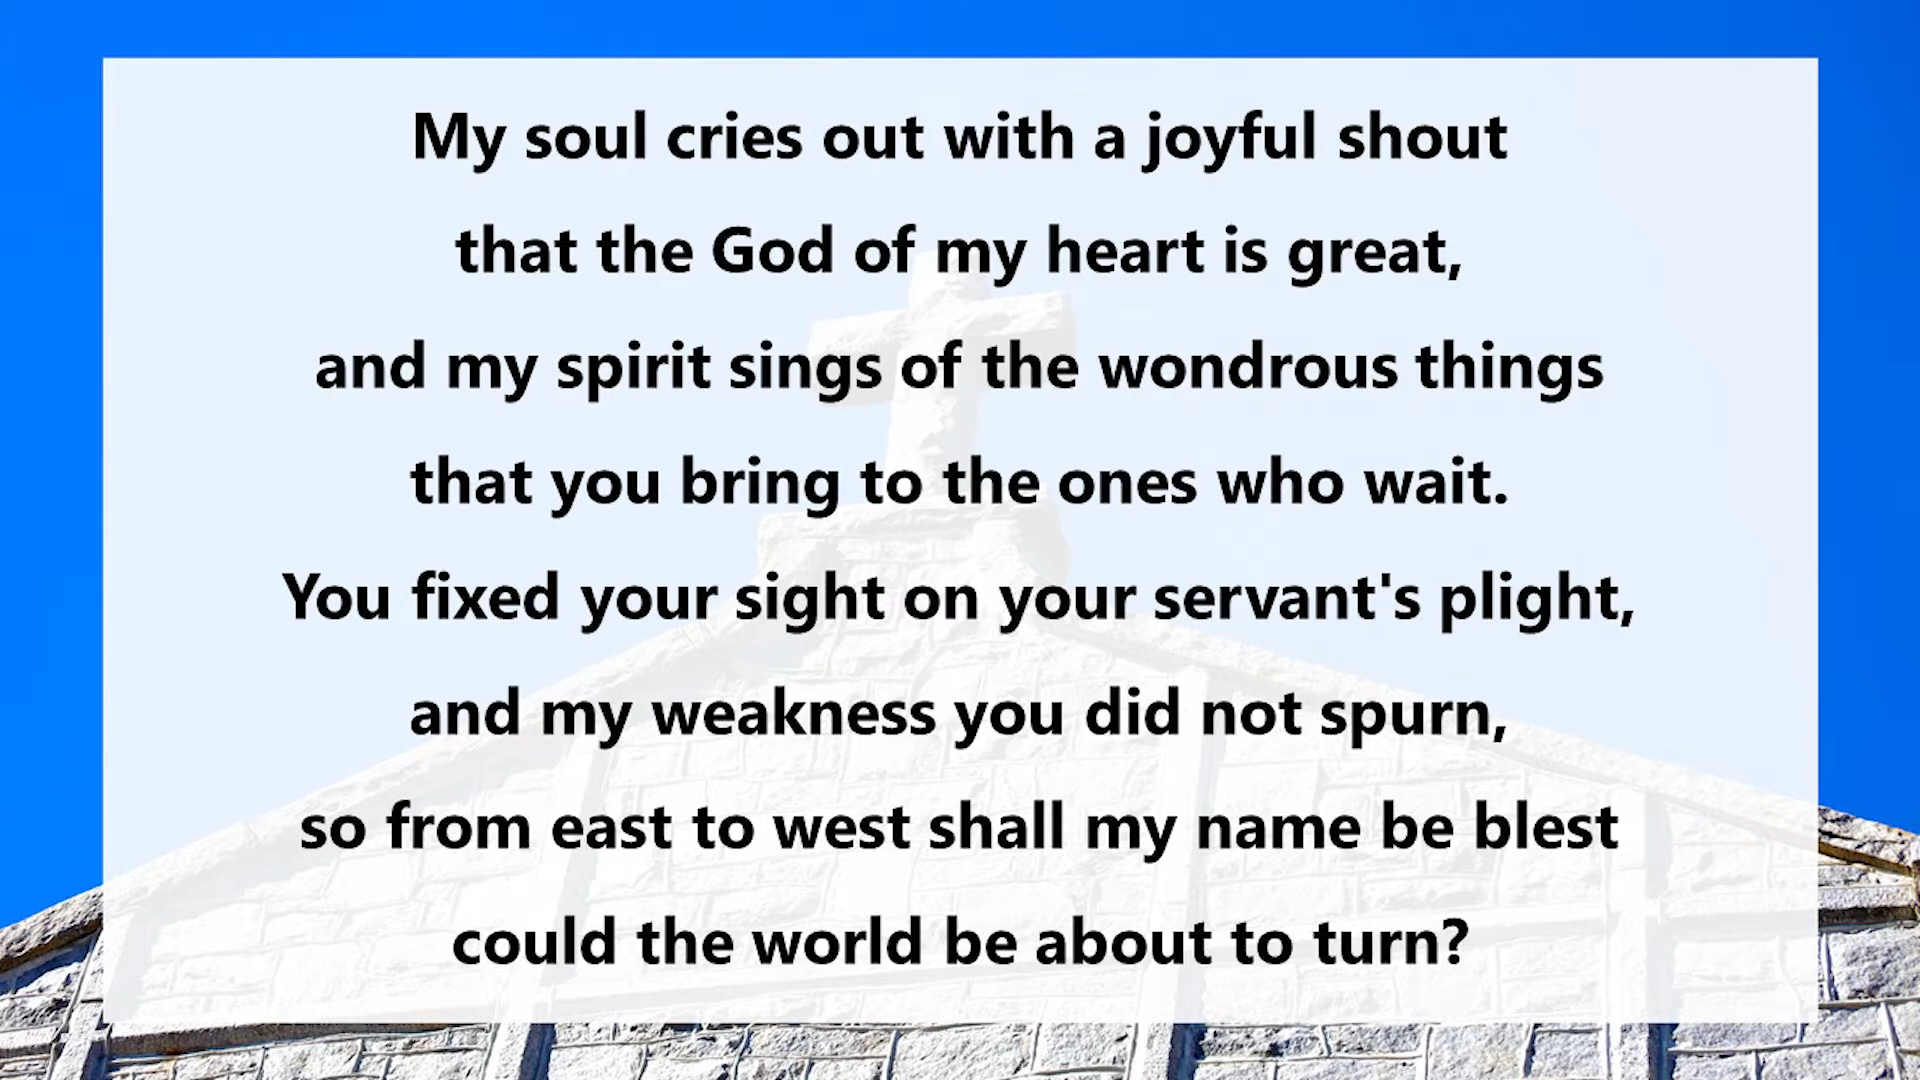 My soul cries out with a joyful shout
that the God of my heart is great,
and my spirit sings of the wondrous things
that you bring to the ones who wait.
You fixed your sight on your servant's plight,
and my weakness you did not spurn,
so from east to west shall my name be blest
could the world be about to turn?